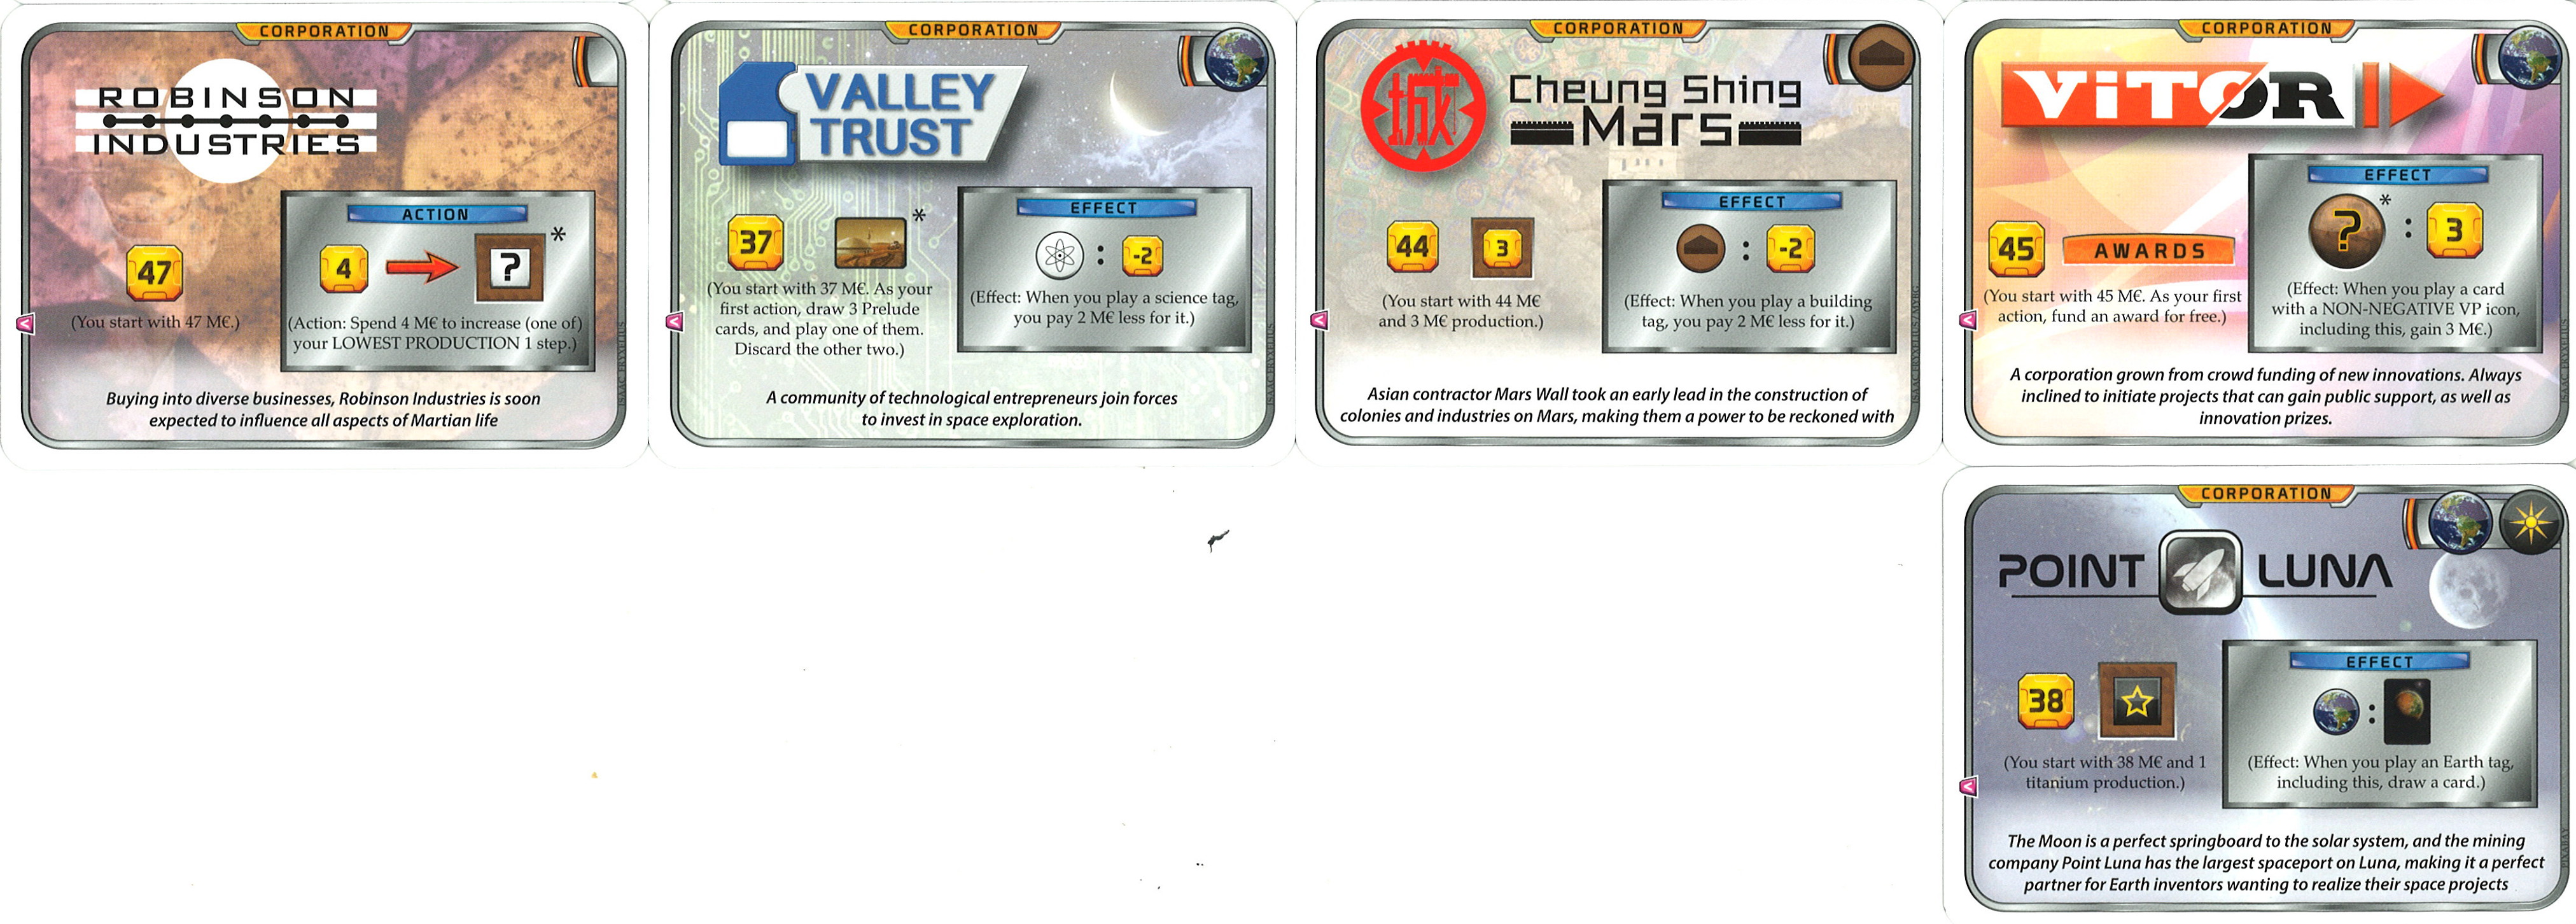 CORPORATION
ROBINSON
INDUSTRIES
ACTION
47
4
?
*
(You start with 47 M€.)
(Action: Spend 4 M€ to increase (one of)
your LOWEST PRODUCTION 1 step.)
Buying into diverse businesses, Robinson Industries is soon
expected to influence all aspects of Martian life
ISAAC FRYXELIUS
CORPORATION
VALLEY
TRUST
37
*
(You start with 37 M€. As your
first action, draw 3 Prelude
cards, and play one of them.
Discard the other two.)
EFFECT
: -2
(Effect: When you play a science tag,
you pay 2 M€ less for it.)
A community of technological entrepreneurs join forces
to invest in space exploration.
ISAAC FRYXELIUS
CORPORATION
城
Cheung Shing
Mars
44
3
(You start with 44 M€
and 3 M€ production.)
EFFECT
: -2
(Effect: When you play a building
tag, you pay 2 M€ less for it.)
Asian contractor Mars Wall took an early lead in the construction of
colonies and industries on Mars, making them a power to be reckoned with
CORPORATION
ViTOR
45
AWARDS
(You start with 45 M€. As your first
action, fund an award for free.)
EFFECT
? * : 3
(Effect: When you play a card
with a NON-NEGATIVE VP icon,
including this, gain 3 M€.)
A corporation grown from crowd funding of new innovations. Always
inclined to initiate projects that can gain public support, as well as
innovation prizes.
ISAAC FRYXELIUS
CORPORATION
POINT LUNA
38
(You start with 38 M€ and 1
titanium production.)
EFFECT
:
(Effect: When you play an Earth tag,
including this, draw a card.)
The Moon is a perfect springboard to the solar system, and the mining
company Point Luna has the largest spaceport on Luna, making it a perfect
partner for Earth inventors wanting to realize their space projects